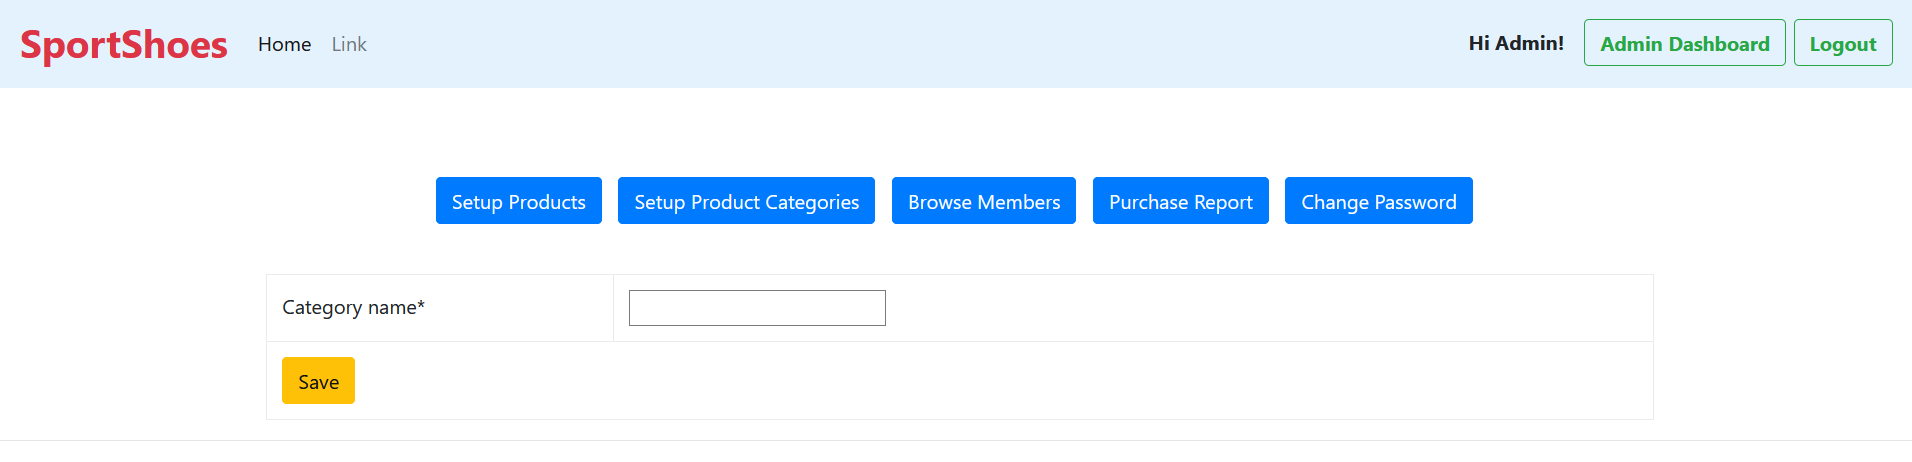 SportShoes Home Link Hi Admin! Admin Dashboard Logout
Setup Products Setup Product Categories Browse Members Purchase Report Change Password
Category name*
Save